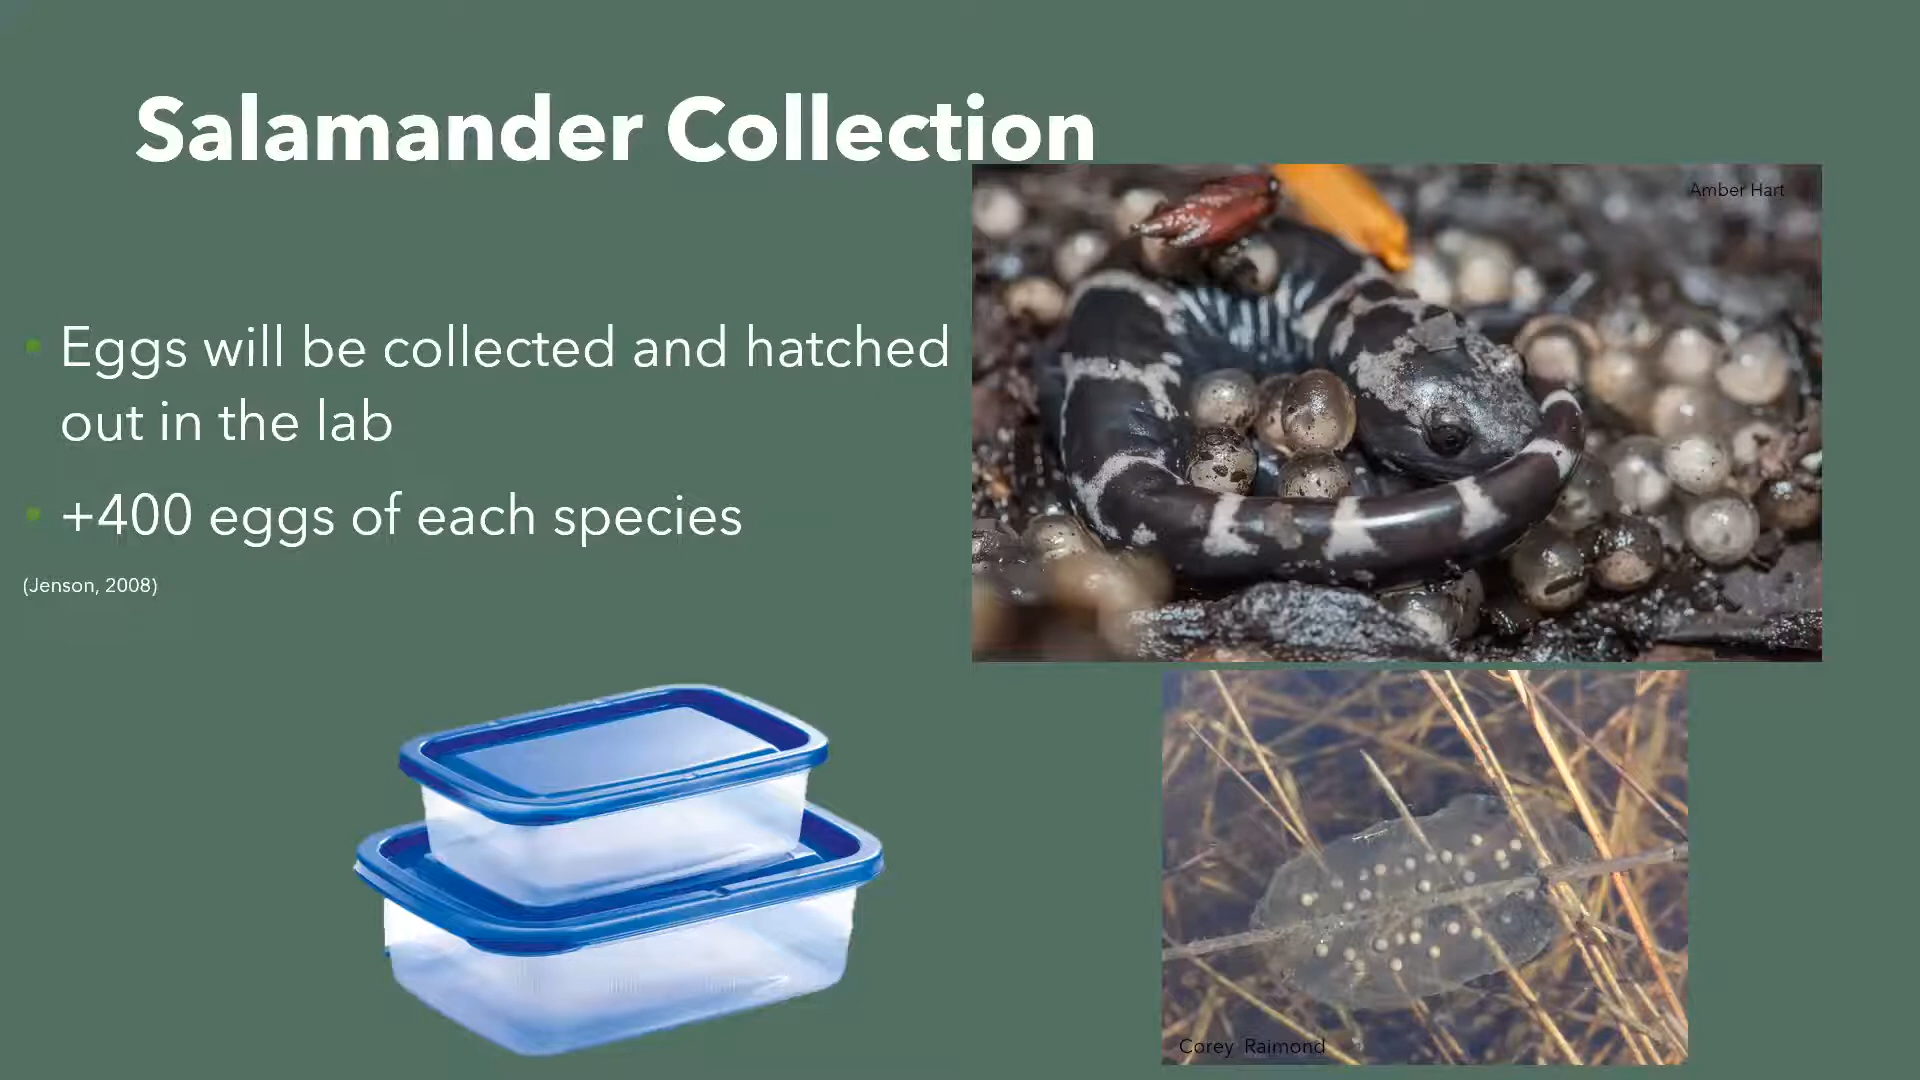 Salamander Collection
Amber Hart
Eggs will be collected and hatched
out in the lab
+400 eggs of each species
(Jenson, 2008)
Corey Raimond